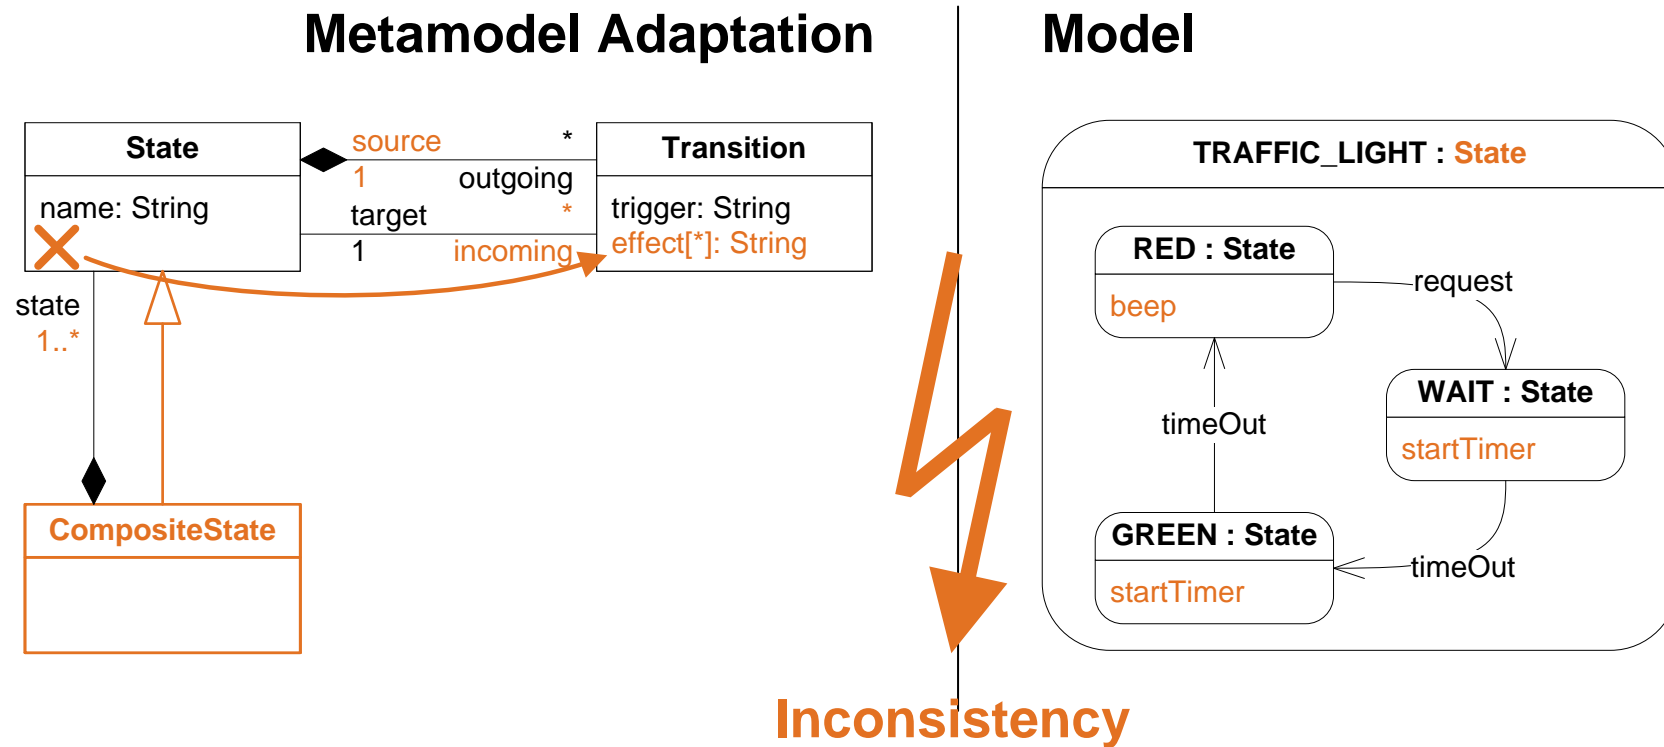 Metamodel Adaptation
Model
State
name: String
source
1
*
outgoing
target
1
*
incoming
Transition
trigger: String
effect[*]: String
state
1..*
CompositeState
TRAFFIC_LIGHT : State
RED : State
beep
request
WAIT : State
startTimer
timeOut
GREEN : State
startTimer
timeOut
Inconsistency